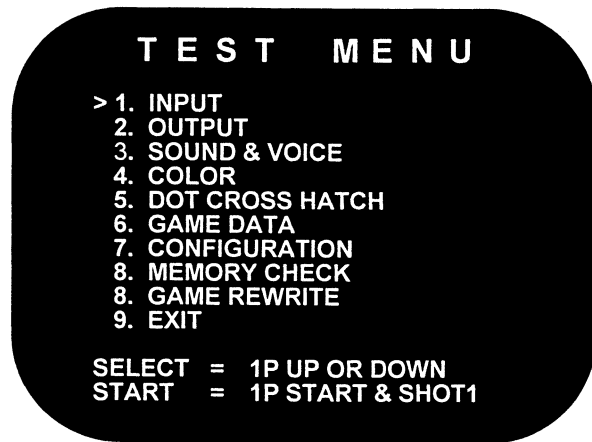 TEST MENU
> 1. INPUT
2. OUTPUT
3. SOUND & VOICE
4. COLOR
5. DOT CROSS HATCH
6. GAME DATA
7. CONFIGURATION
8. MEMORY CHECK
8. GAME REWRITE
9. EXIT
SELECT = 1P UP OR DOWN
START = 1P START & SHOT1